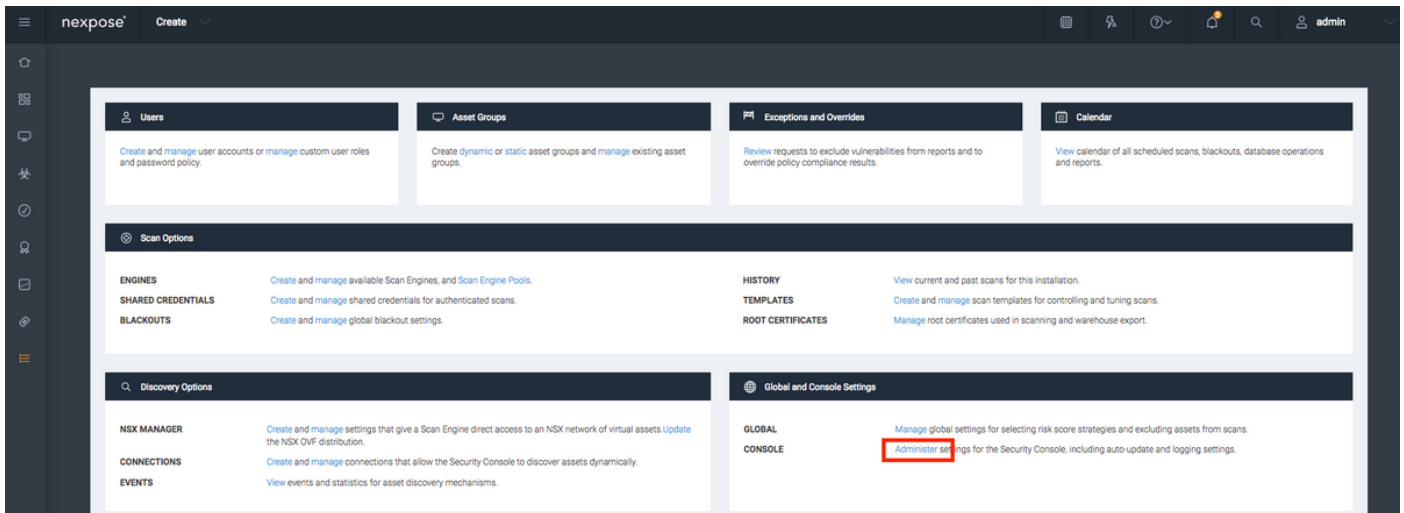 nexpose® Create admin
Users
Create and manage user accounts or manage custom user roles
and password policy.
Asset Groups
Create dynamic or static asset groups and manage existing asset
groups.
Exceptions and Overrides
Review requests to exclude vulnerabilities from reports and to
override policy compliance results.
Calendar
View calendar of all scheduled scans, blackouts, database operations
and reports.
Scan Options
ENGINES Create and manage available Scan Engines, and Scan Engine Pools.
SHARED CREDENTIALS Create and manage shared credentials for authenticated scans.
BLACKOUTS Create and manage global blackout settings.
HISTORY View current and past scans for this installation.
TEMPLATES Create and manage scan templates for controlling and tuning scans.
ROOT CERTIFICATES Manage root certificates used in scanning and warehouse export.
Discovery Options
NSX MANAGER Create and manage settings that give a Scan Engine direct access to an NSX network of virtual assets.Update
the NSX OVF distribution.
CONNECTIONS Create and manage connections that allow the Security Console to discover assets dynamically.
EVENTS View events and statistics for asset discovery mechanisms.
Global and Console Settings
GLOBAL Manage global settings for selecting risk score strategies and excluding assets from scans.
CONSOLE Administer settings for the Security Console, including auto-update and logging settings.